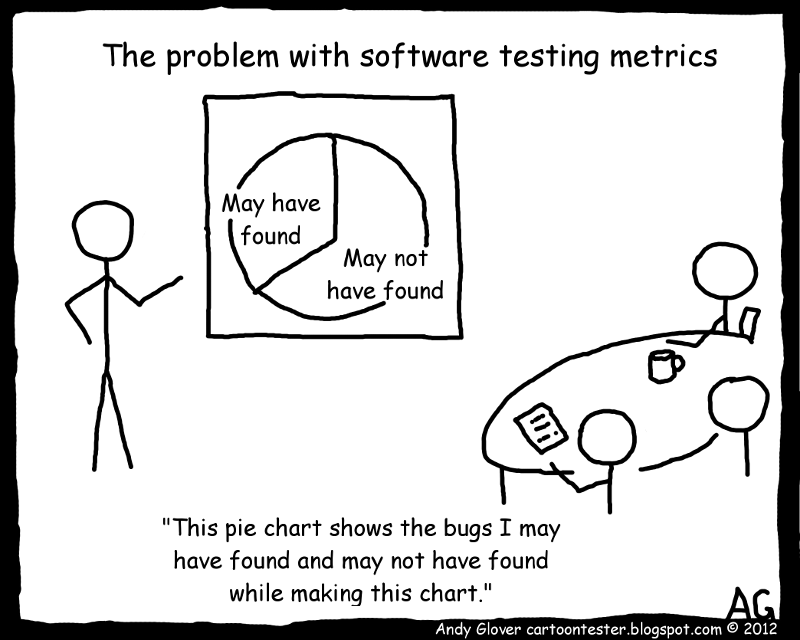 The problem with software testing metrics
May have
found
May not
have found
"This pie chart shows the bugs I may
have found and may not have found
while making this chart."
AG
Andy Glover cartoontester.blogspot.com © 2012